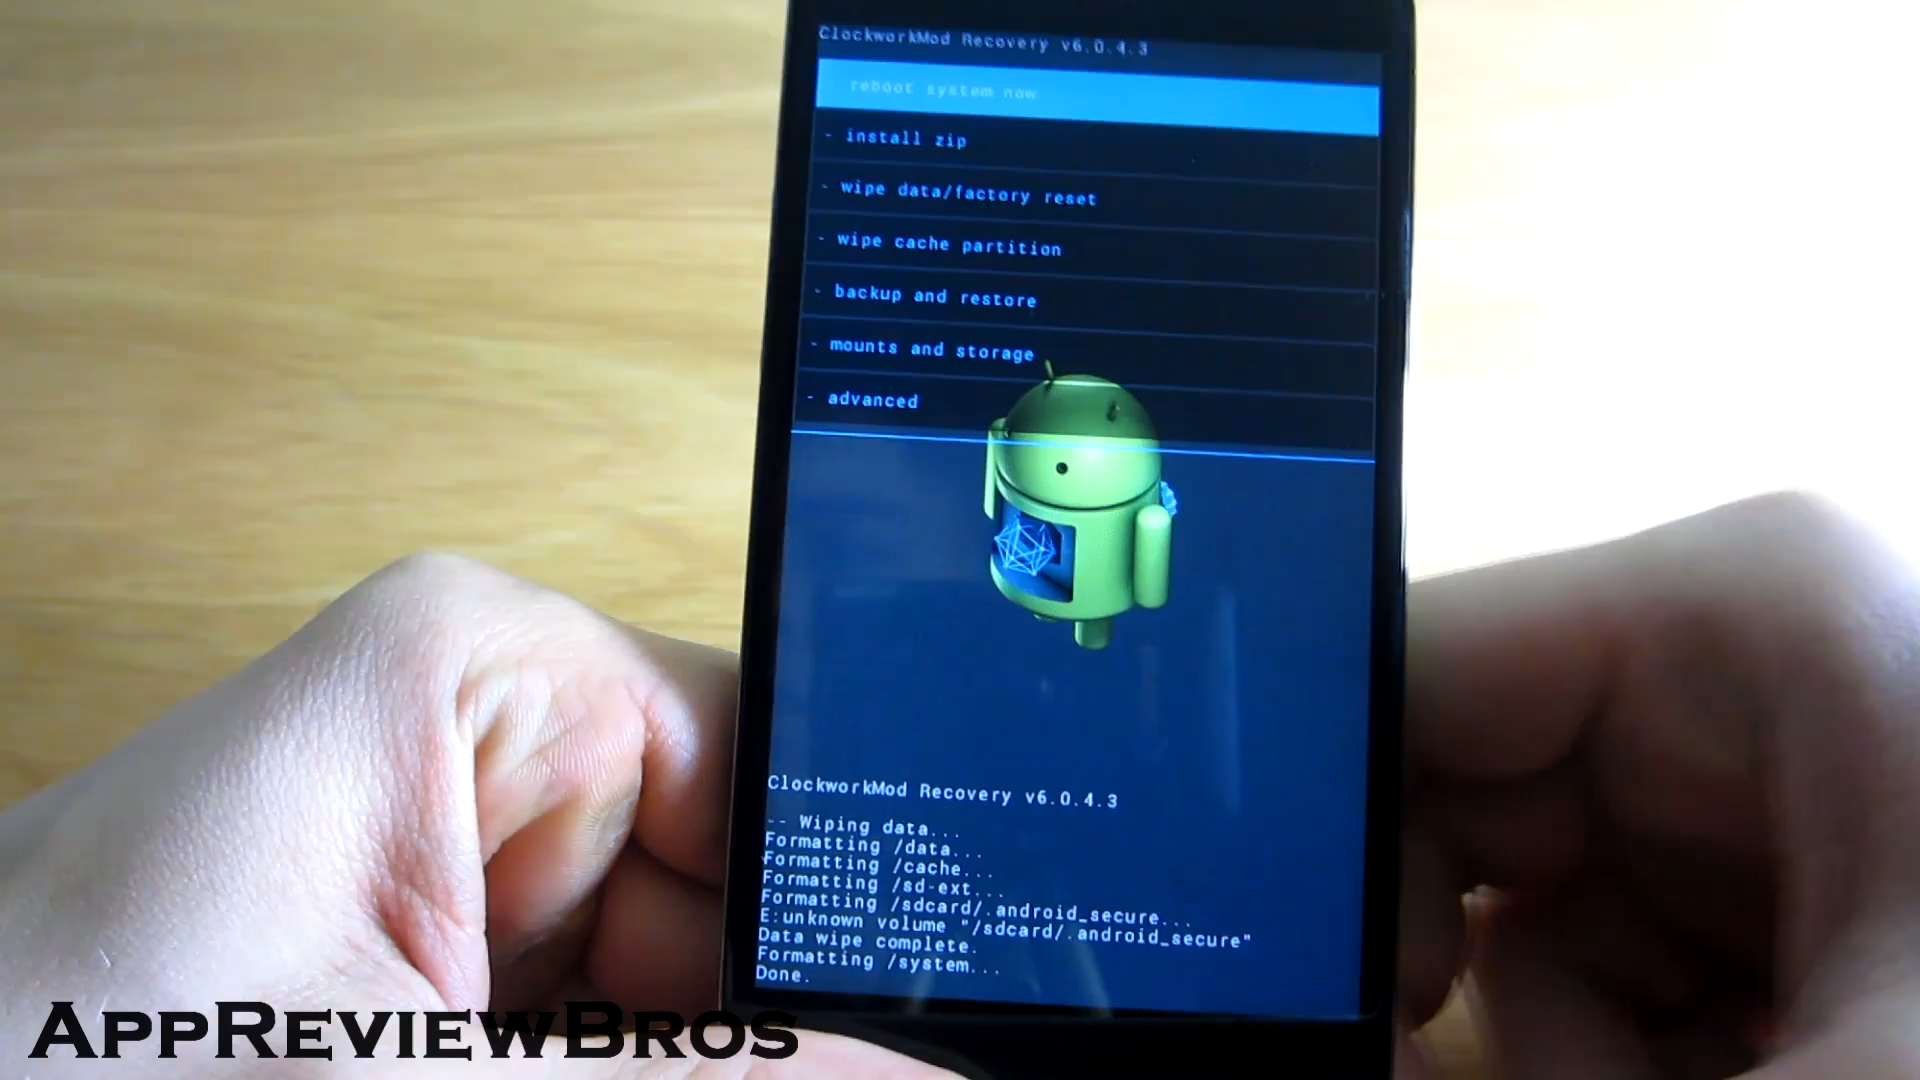 ClockworkMod Recovery v6.0.4.3
reboot system now
- install zip
- wipe data/factory reset
- wipe cache partition
- backup and restore
- mounts and storage
- advanced
ClockworkMod Recovery v6.0.4.3
-- Wiping data...
Formatting /data...
Formatting /cache...
Formatting /sd-ext...
Formatting /sdcard/.android_secure...
E:unknown volume "/sdcard/.android_secure"
Data wipe complete.
Formatting /system...
Done.
AppReviewBros